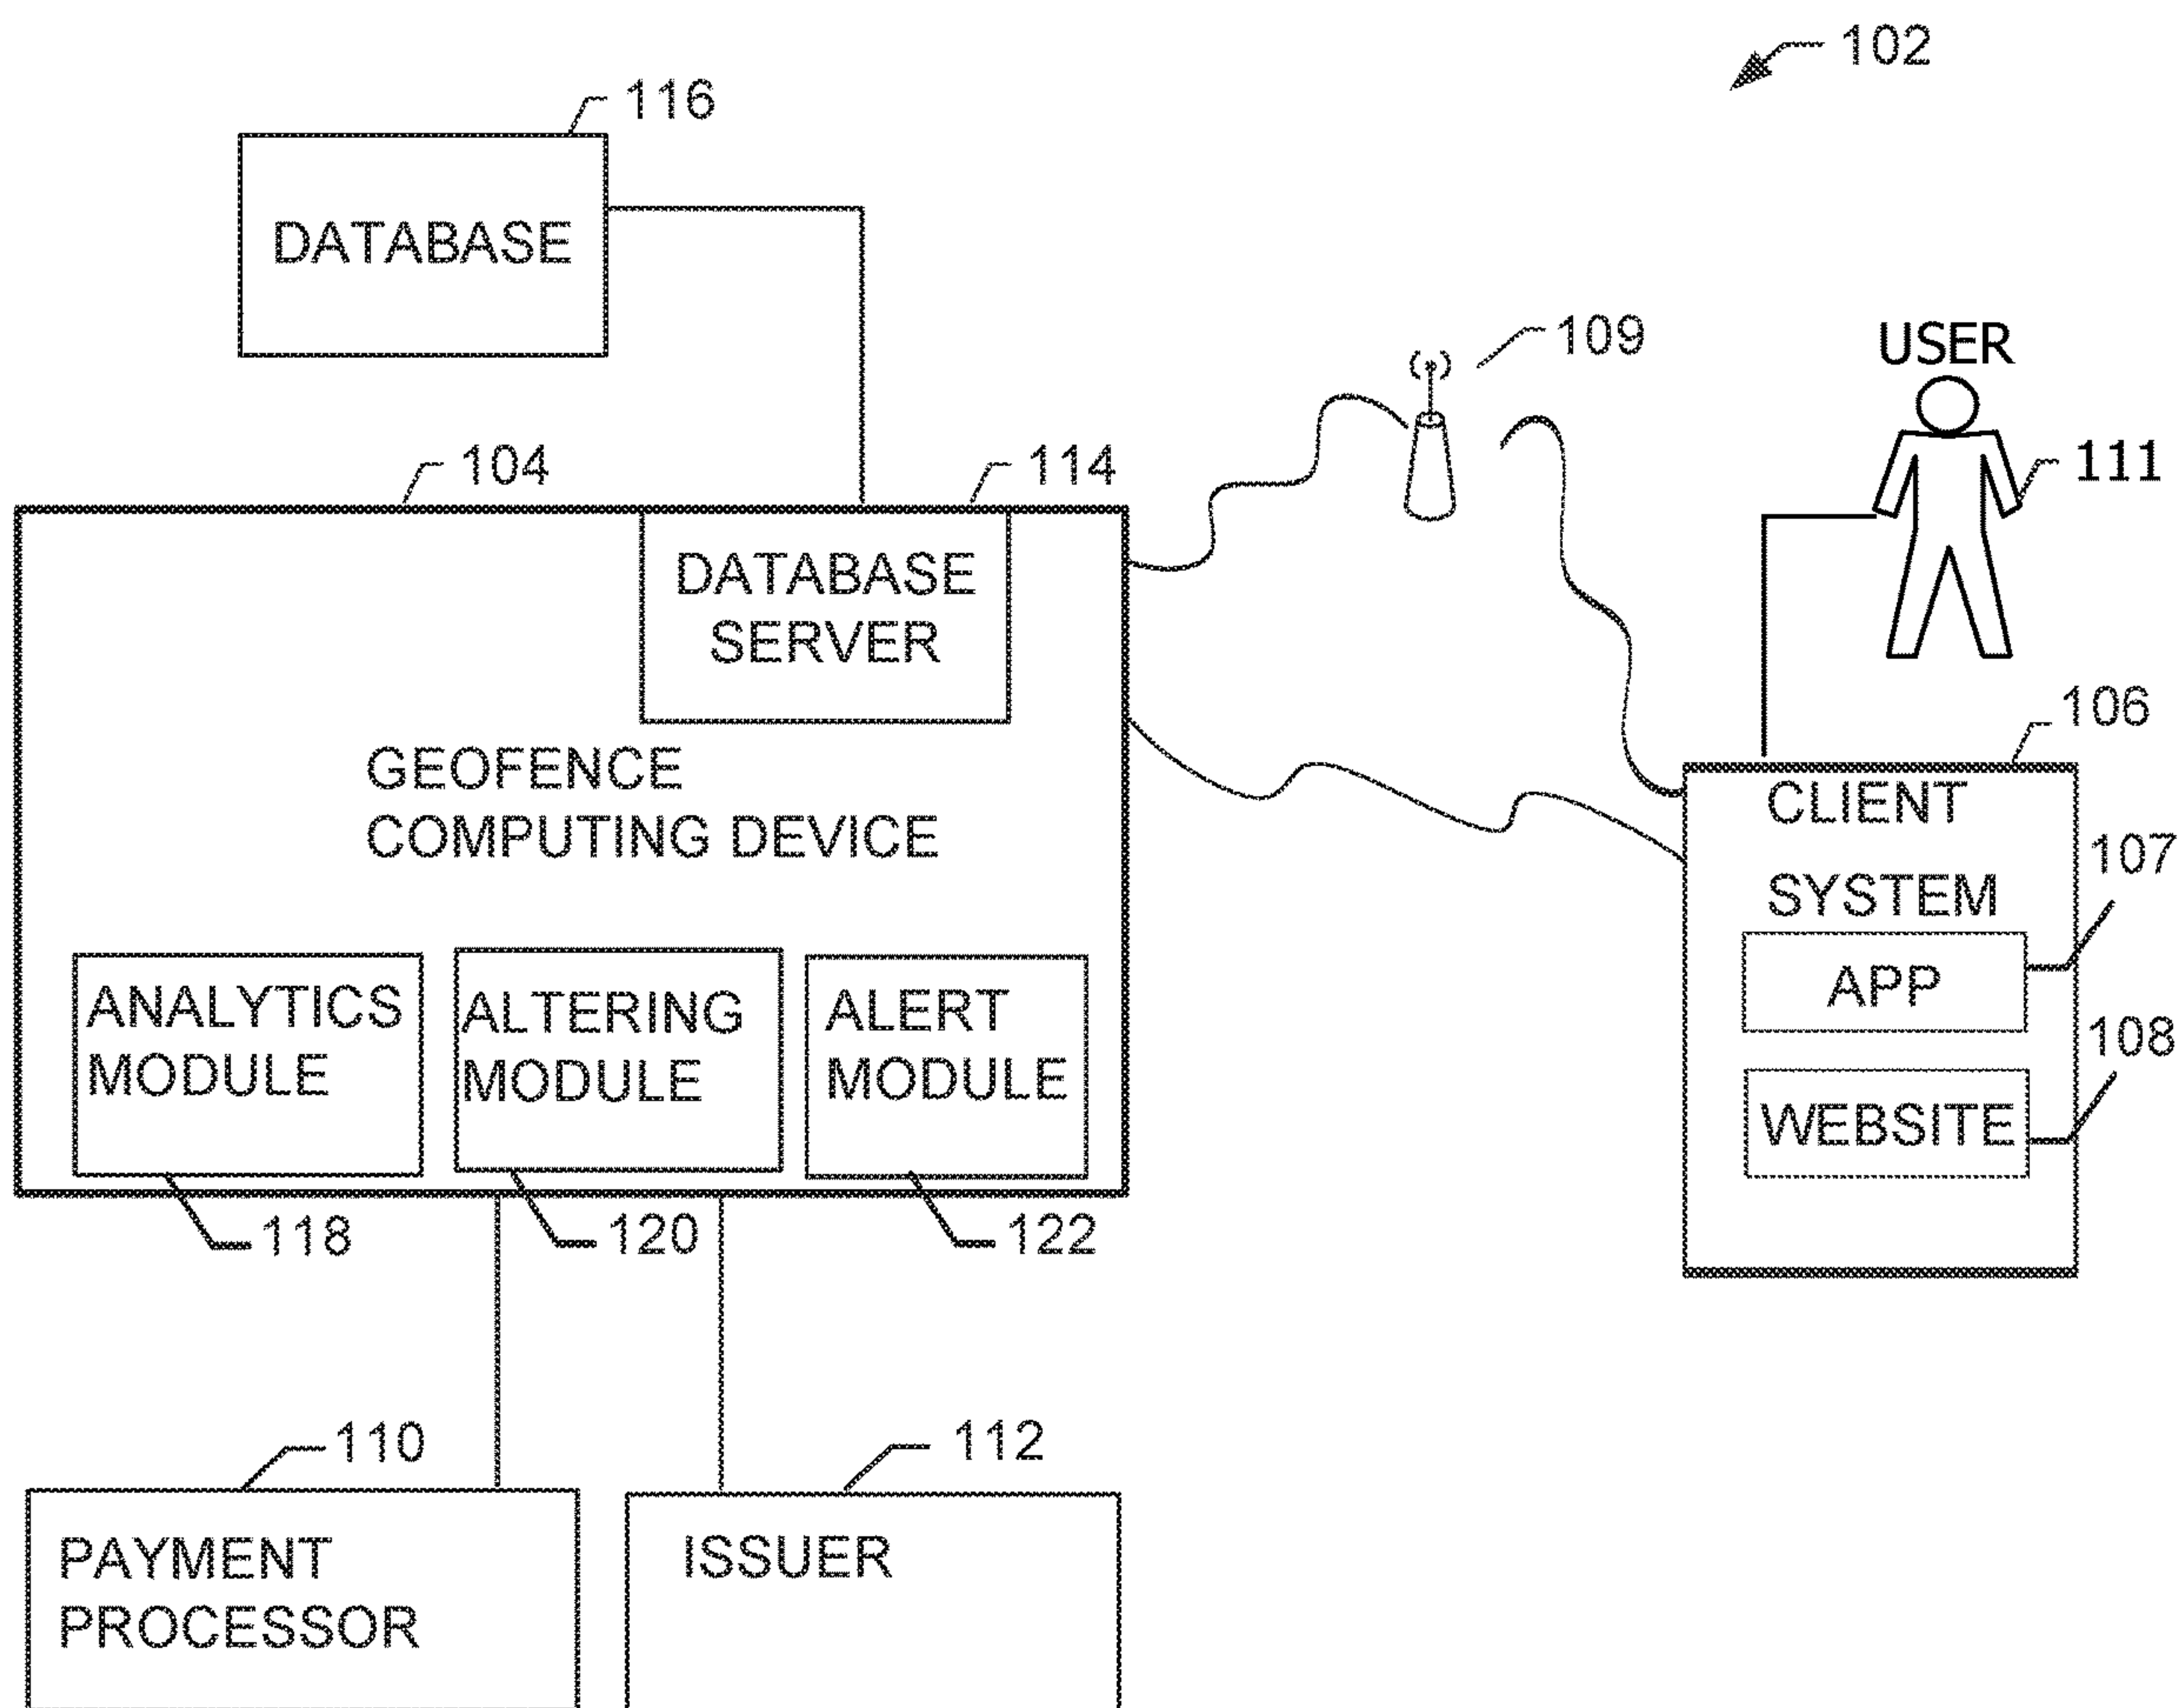 102
116
DATABASE
109
USER
111
104
114
DATABASE
SERVER
106
GEOFENCE
COMPUTING DEVICE
CLIENT
SYSTEM
107
APP
108
WEBSITE
ANALYTICS
MODULE
ALTERING
MODULE
ALERT
MODULE
118
120
122
110
112
PAYMENT
PROCESSOR
ISSUER